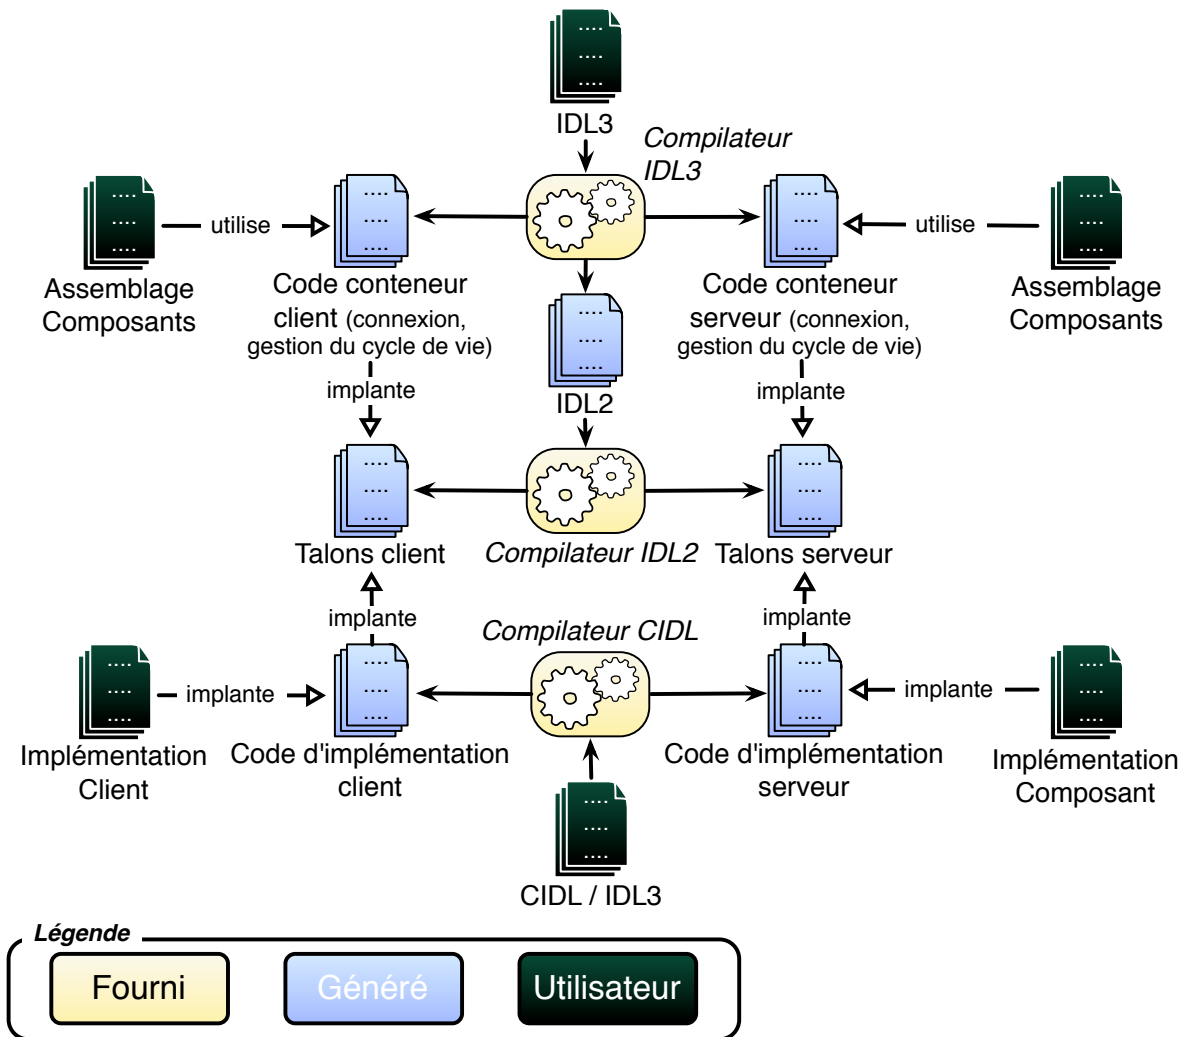 IDL3
Compilateur
IDL3
utilise
utilise
Assemblage
Composants
Code conteneur
client (connexion,
gestion du cycle de vie)
Code conteneur
serveur (connexion,
gestion du cycle de vie)
Assemblage
Composants
implante
IDL2
implante
Talons client
Compilateur IDL2
Talons serveur
implante
implante
Compilateur CIDL
implante
implante
Implémentation
Client
Code d'implémentation
client
Code d'implémentation
serveur
Implémentation
Composant
CIDL / IDL3
Légende
Fourni
Généré
Utilisateur